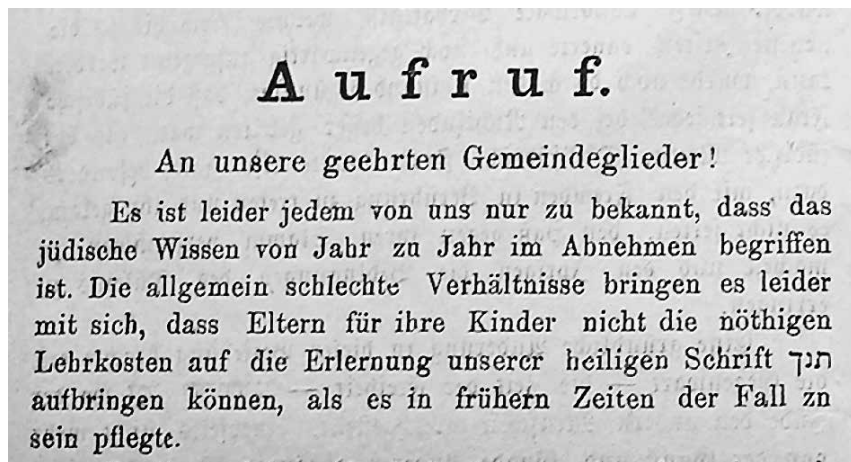 Aufruf.
An unsere geehrten Gemeindeglieder!
Es ist leider jedem von uns nur zu bekannt, dass das
jüdische Wissen von Jahr zu Jahr im Abnehmen begriffen
ist. Die allgemein schlechte Verhältnisse bringen es leider
mit sich, dass Eltern für ihre Kinder nicht die nöthigen
Lehrkosten auf die Erlernung unserer heiligen Schrift תנך
aufbringen können, als es in frühern Zeiten der Fall zn
sein pflegte.